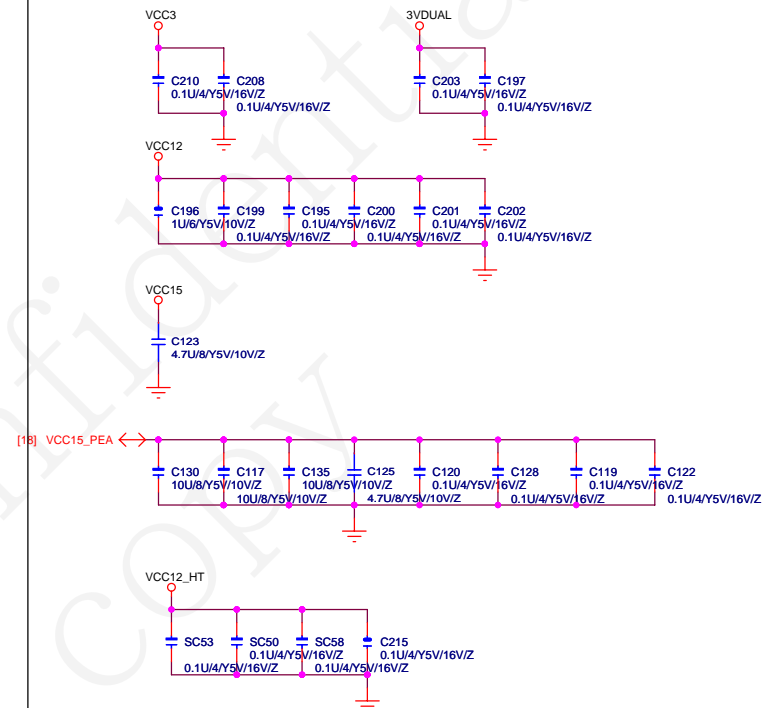 VCC3
3VDUAL
C210
C208
C203
C197
0.1U/4/Y5V/16V/Z
0.1U/4/Y5V/16V/Z
0.1U/4/Y5V/16V/Z
0.1U/4/Y5V/16V/Z
VCC12
C196
C199
C195
C200
C201
C202
1U/6/Y5V/10V/Z
0.1U/4/Y5V/16V/Z
0.1U/4/Y5V/16V/Z
0.1U/4/Y5V/16V/Z
0.1U/4/Y5V/16V/Z
0.1U/4/Y5V/16V/Z
VCC15
C123
4.7U/8/Y5V/10V/Z
[18] VCC15_PEA
C130
C117
C135
C125
C120
C128
C119
C122
10U/8/Y5V/10V/Z
10U/8/Y5V/10V/Z
0.1U/4/Y5V/16V/Z
0.1U/4/Y5V/16V/Z
10U/8/Y5V/10V/Z
4.7U/8/Y5V/10V/Z
0.1U/4/Y5V/16V/Z
0.1U/4/Y5V/16V/Z
VCC12_HT
SC53
SC50
SC58
C215
0.1U/4/Y5V/16V/Z
0.1U/4/Y5V/16V/Z
0.1U/4/Y5V/16V/Z
0.1U/4/Y5V/16V/Z
nfidentia
copy